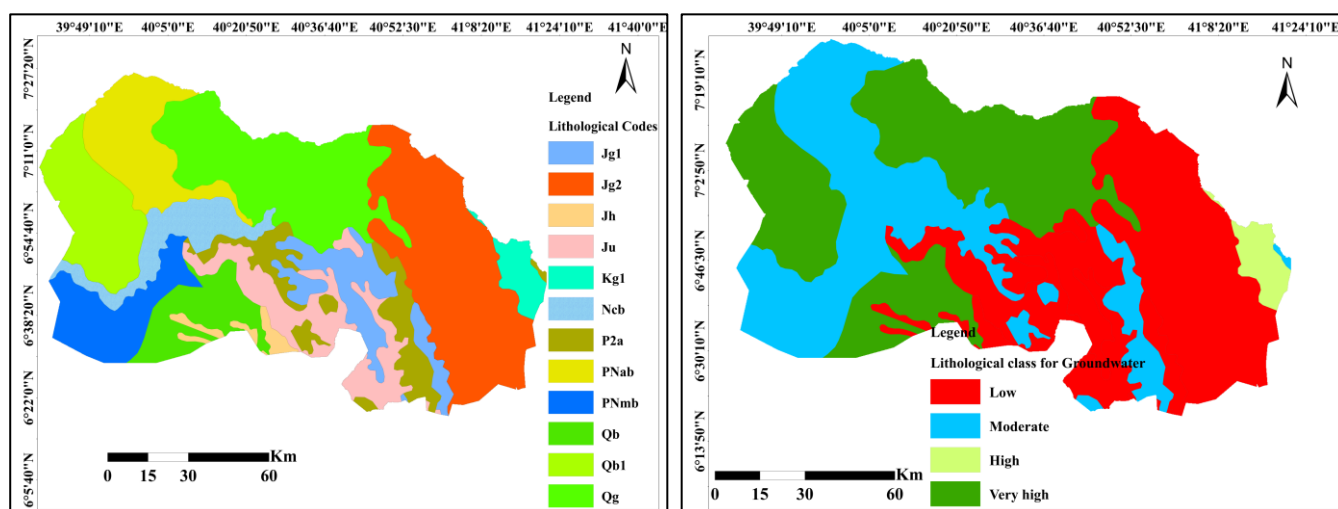 39°49'10"E 40°5'0"E 40°20'50"E 40°36'40"E 40°52'30"E 41°8'20"E 41°24'10"E 41°40'0"E
7°27'20"N
7°11'0"N
6°54'40"N
6°38'20"N
6°22'0"N
6°5'40"N
N
Legend
Lithological Codes
Jg1
Jg2
Jh
Ju
Kg1
Ncb
P2a
PNab
PNmb
Qb
Qb1
Qg
Km
0 15 30 60
39°49'10"E 40°5'0"E 40°20'50"E 40°36'40"E 40°52'30"E 41°8'20"E 41°24'10"E
7°19'10"N
7°2'50"N
6°46'30"N
6°30'10"N
6°13'50"N
N
Legend
Lithological class for Groundwater
Low
Moderate
High
Very high
Km
0 15 30 60